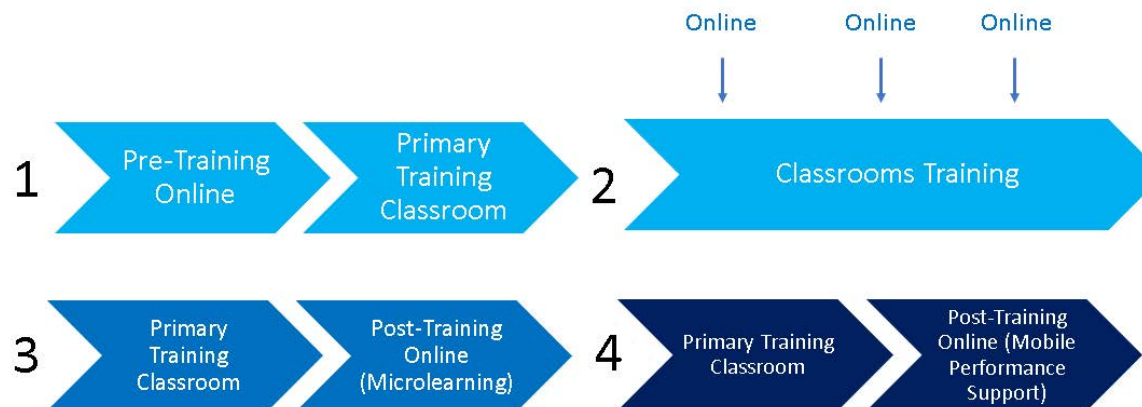 Online
Online
Online
1
Pre-Training
Online
Primary
Training
Classroom
2
Classrooms Training
3
Primary
Training
Classroom
Post-Training
Online
(Microlearning)
4
Primary Training
Classroom
Post-Training
Online (Mobile
Performance
Support)